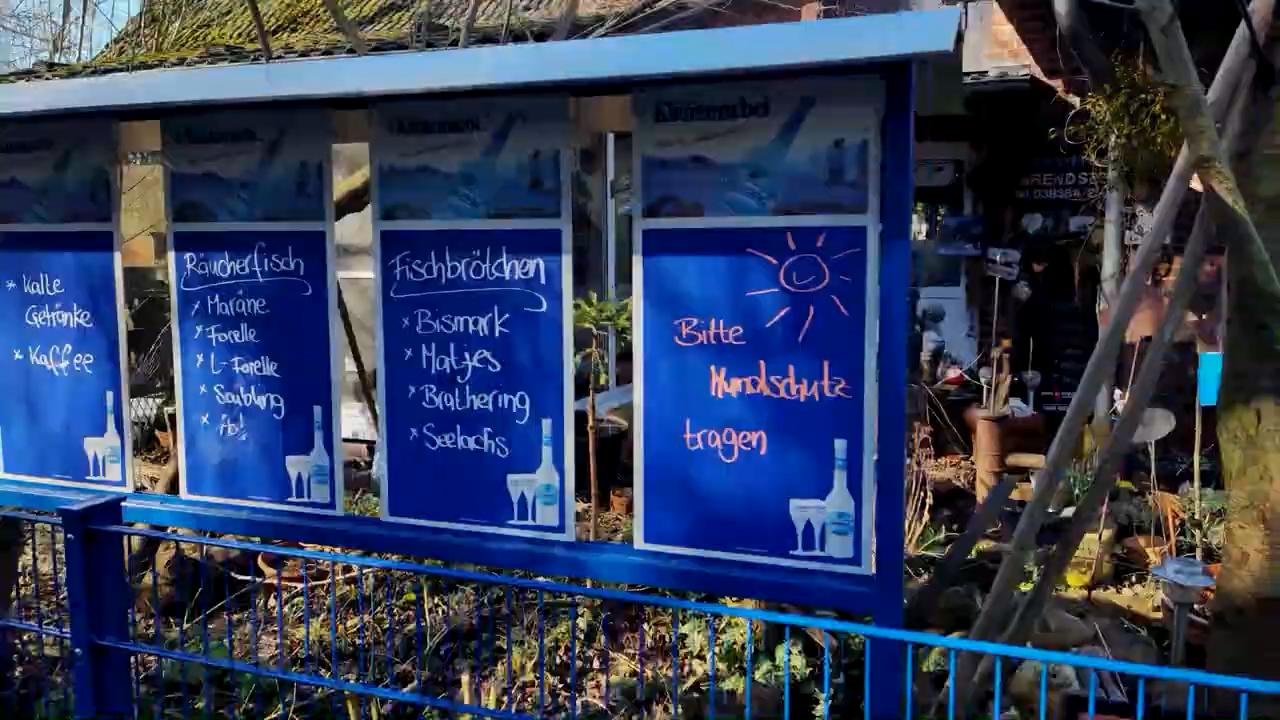 * Kalte
Getränke
* Kaffee
Räucherfisch
* Maräne
* Forelle
* L-Forelle
* Saibling
* Aal
Fischbrötchen
* Bismark
* Matjes
* Brathering
* Seelachs
Bitte
Mundschutz
tragen